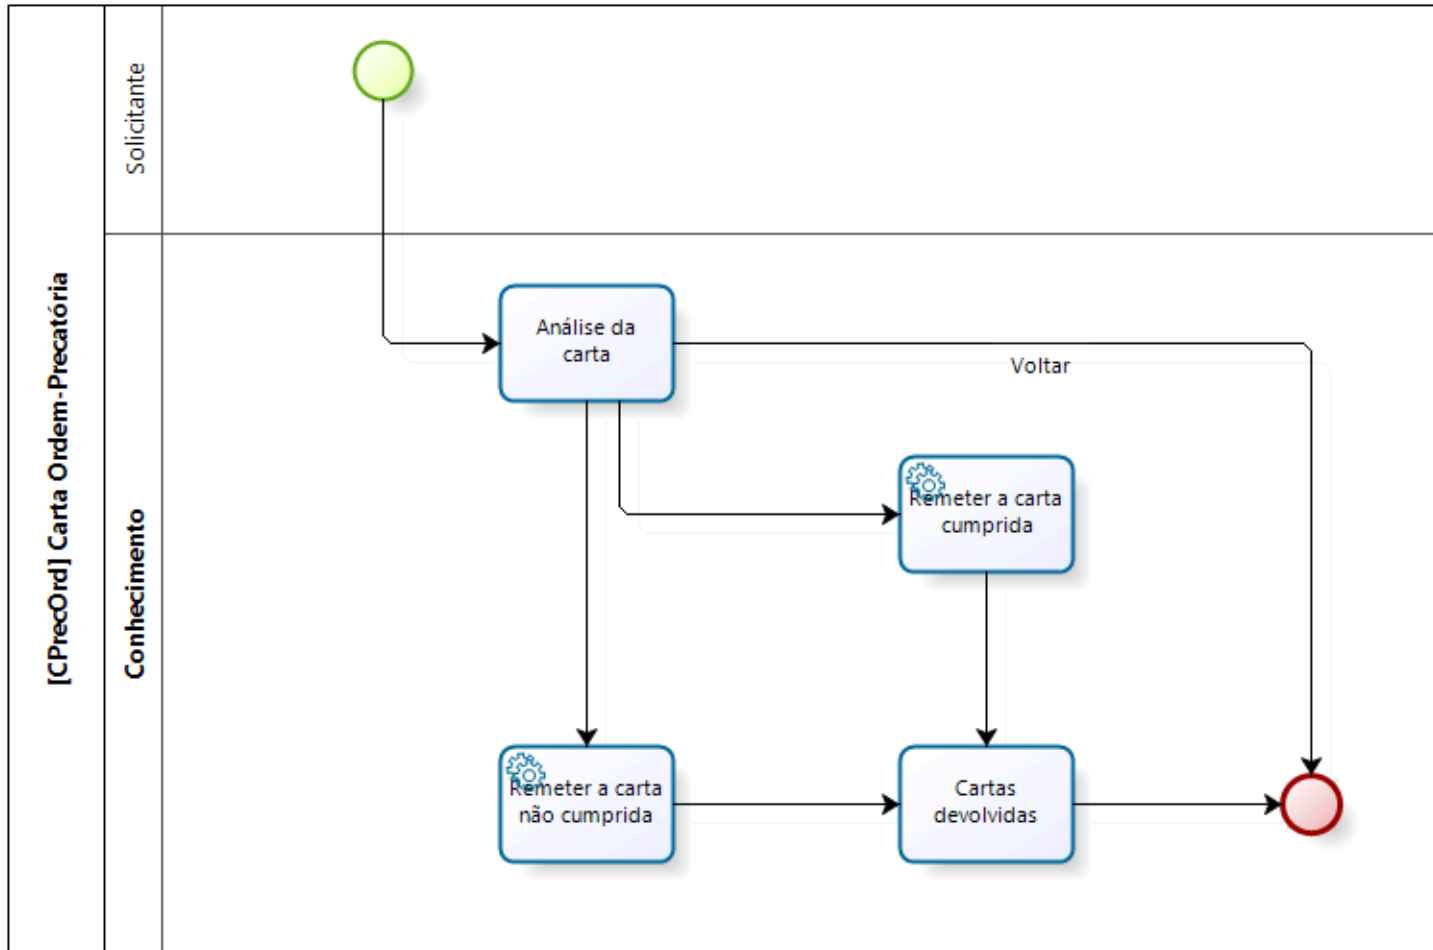 [CPrecOrd] Carta Ordem-Precatória
Solicitante
Conhecimento
Análise da
carta
Voltar
Remeter a carta
cumprida
Remeter a carta
não cumprida
Cartas
devolvidas